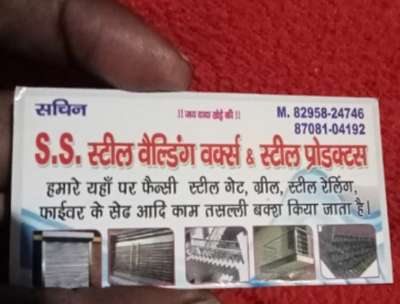 सचिन
!! जय बाबा खेड़ी की !!
M. 82958-24746
87081-04192
S.S. स्टील वैल्डिंग वर्क्स & स्टील प्रोडक्टस
हमारे यहाँ पर फैन्सी स्टील गेट, ग्रील, स्टील रेलिंग,
फाईवर के सेढ आदि काम तसल्ली बक्श किया जाता है।